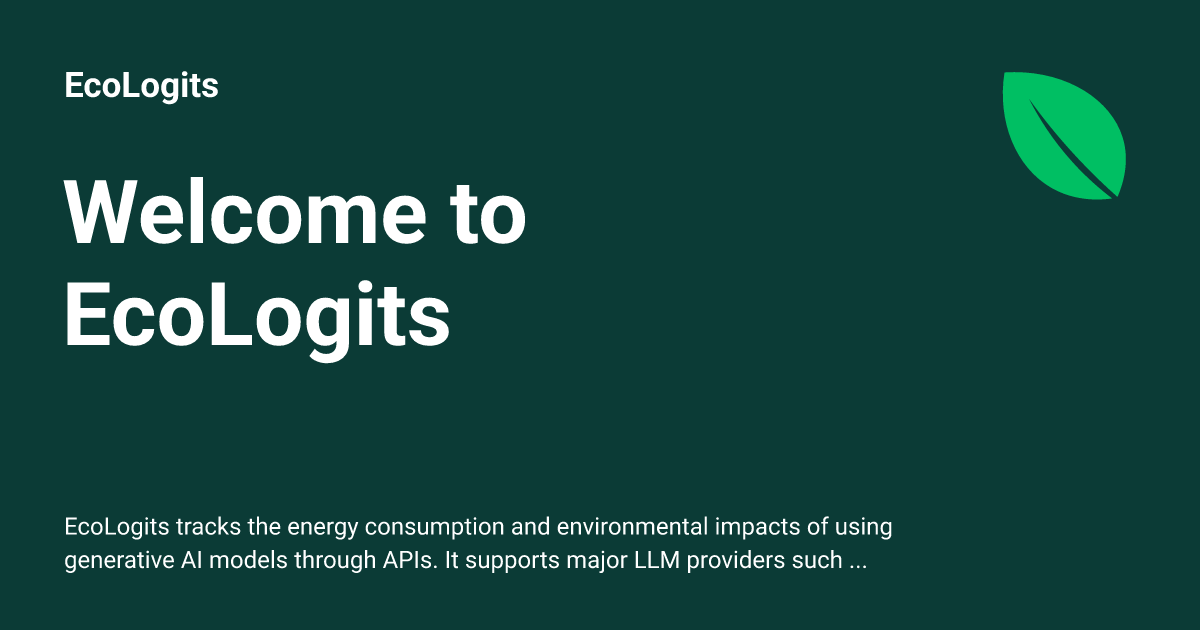 EcoLogits
Welcome to
EcoLogits
EcoLogits tracks the energy consumption and environmental impacts of using
generative AI models through APIs. It supports major LLM providers such ...